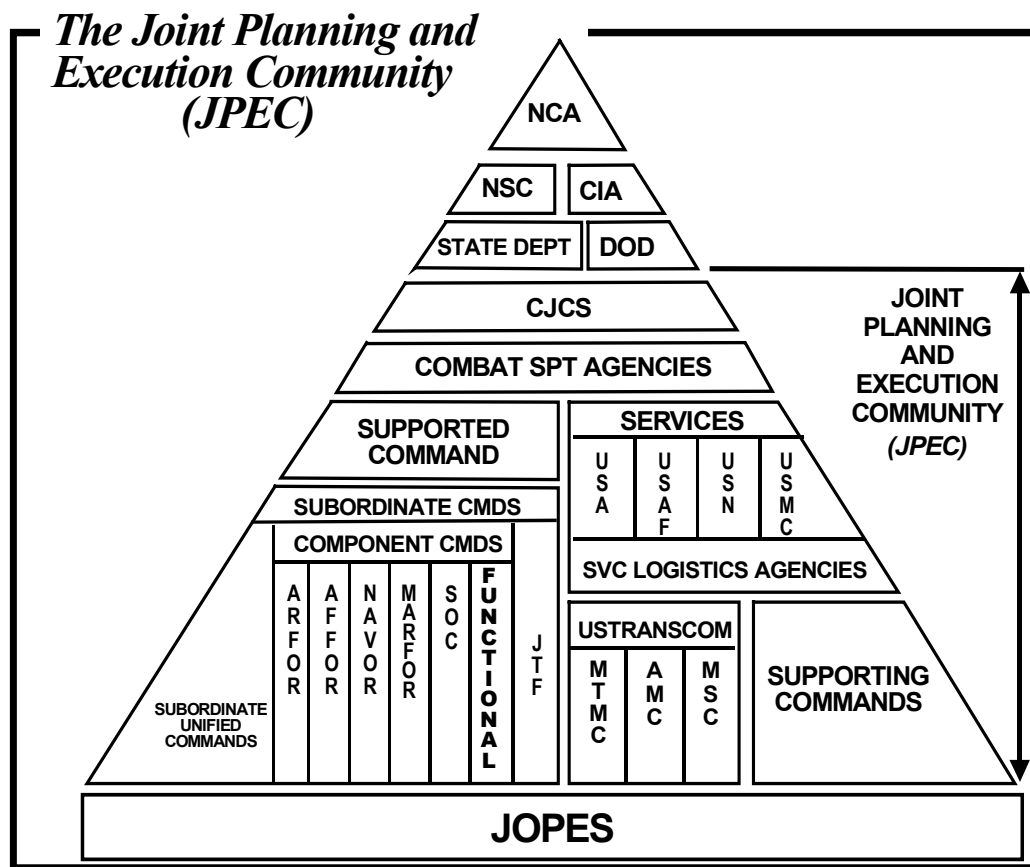 The Joint Planning and
Execution Community
(JPEC)
NCA
NSC
CIA
STATE DEPT
DOD
CJCS
COMBAT SPT AGENCIES
JOINT
PLANNING
AND
EXECUTION
COMMUNITY
(JPEC)
SUPPORTED
COMMAND
SERVICES
USA
USAF
USN
USMC
SUBORDINATE CMDS
COMPONENT CMDS
SVC LOGISTICS AGENCIES
ARFOR
AFFOR
NAVOR
MARFOR
SOC
FUNCTIONAL
JTF
SUBORDINATE
UNIFIED
COMMANDS
USTRANSCOM
MTMC
AMC
MSC
SUPPORTING
COMMANDS
JOPES